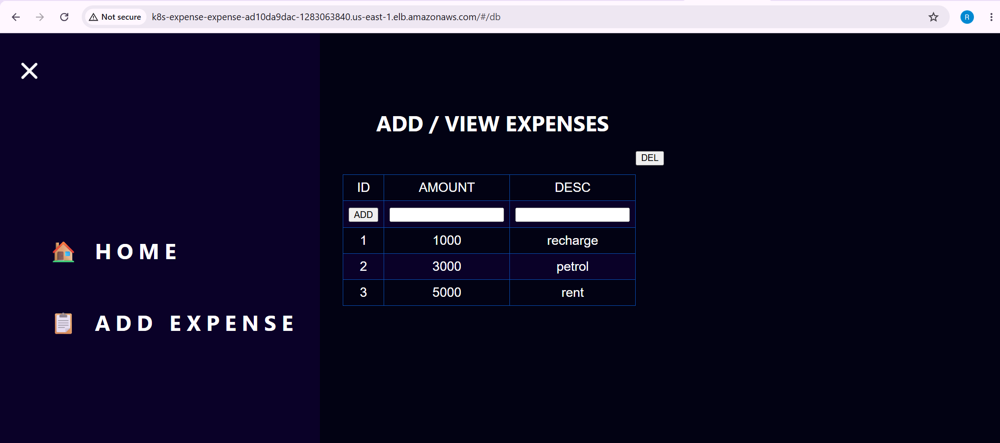 Not secure k8s-expense-expense-ad10da9dac-1283063840.us-east-1.elb.amazonaws.com/#/db R
HOME
ADD EXPENSE
ADD / VIEW EXPENSES
DEL
ID AMOUNT DESC
ADD
1 1000 recharge
2 3000 petrol
3 5000 rent